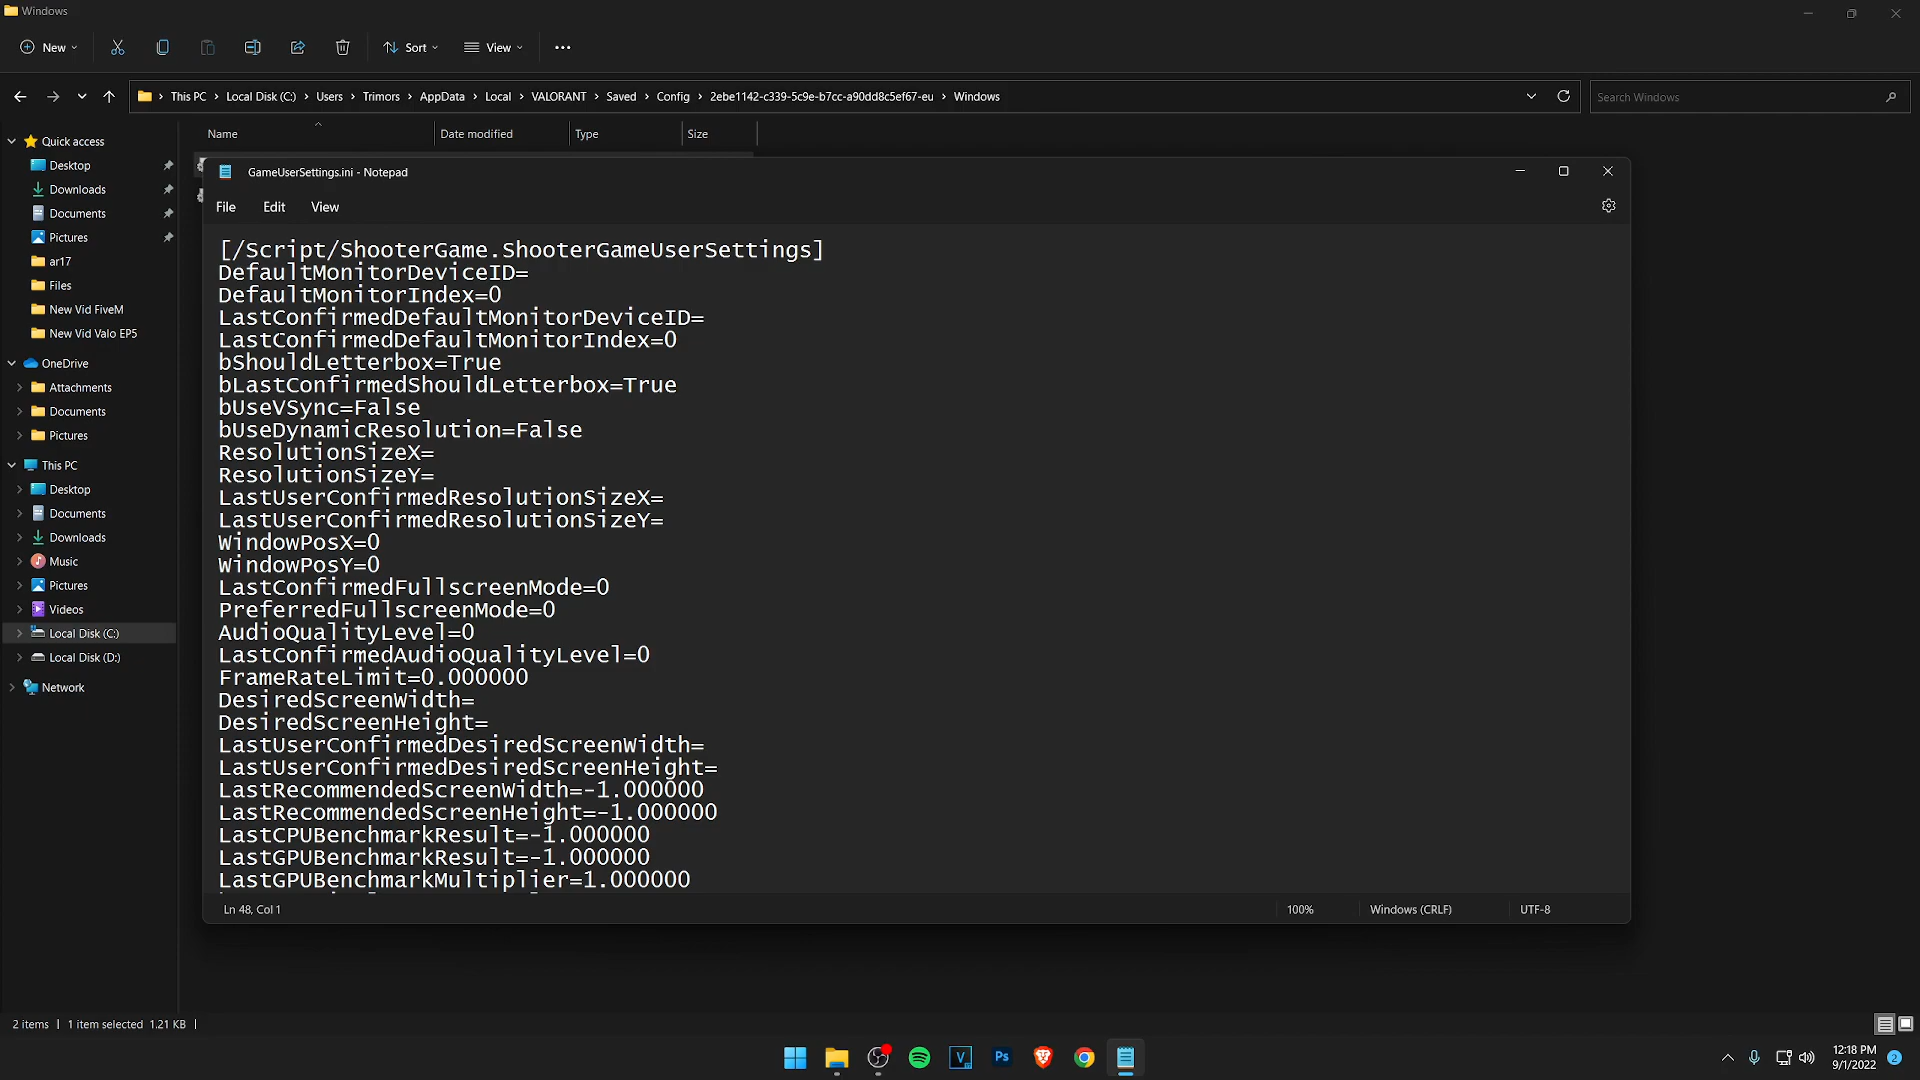 Windows
New
Sort
View
This PC
Local Disk (C:)
Users
Trimors
AppData
Local
VALORANT
Saved
Config
2ebe1142-c339-5c9e-b7cc-a90dd8c5ef67-eu
Windows
Search Windows
Name
Date modified
Type
Size
Quick access
Desktop
Downloads
Documents
Pictures
ar17
Files
New Vid FiveM
New Vid Valo EP5
OneDrive
Attachments
Documents
Pictures
This PC
Desktop
Documents
Downloads
Music
Pictures
Videos
Local Disk (C:)
Local Disk (D:)
Network
GameUserSettings.ini - Notepad
File
Edit
View
[/Script/ShooterGame.ShooterGameUserSettings]
DefaultMonitorDeviceID=
DefaultMonitorIndex=0
LastConfirmedDefaultMonitorDeviceID=
LastConfirmedDefaultMonitorIndex=0
bShouldLetterbox=True
bLastConfirmedShouldLetterbox=True
bUseVSync=False
bUseDynamicResolution=False
ResolutionSizeX=
ResolutionSizeY=
LastUserConfirmedResolutionSizeX=
LastUserConfirmedResolutionSizeY=
WindowPosX=0
WindowPosY=0
LastConfirmedFullscreenMode=0
PreferredFullscreenMode=0
AudioQualityLevel=0
LastConfirmedAudioQualityLevel=0
FrameRateLimit=0.000000
DesiredScreenWidth=
DesiredScreenHeight=
LastUserConfirmedDesiredScreenWidth=
LastUserConfirmedDesiredScreenHeight=
LastRecommendedScreenWidth=-1.000000
LastRecommendedScreenHeight=-1.000000
LastCPUBenchmarkResult=-1.000000
LastGPUBenchmarkResult=-1.000000
LastGPUBenchmarkMultiplier=1.000000
Ln 48, Col 1
100%
Windows (CRLF)
UTF-8
2 items
1 item selected 1.21 KB
V
Ps
12:18 PM
9/1/2022
2